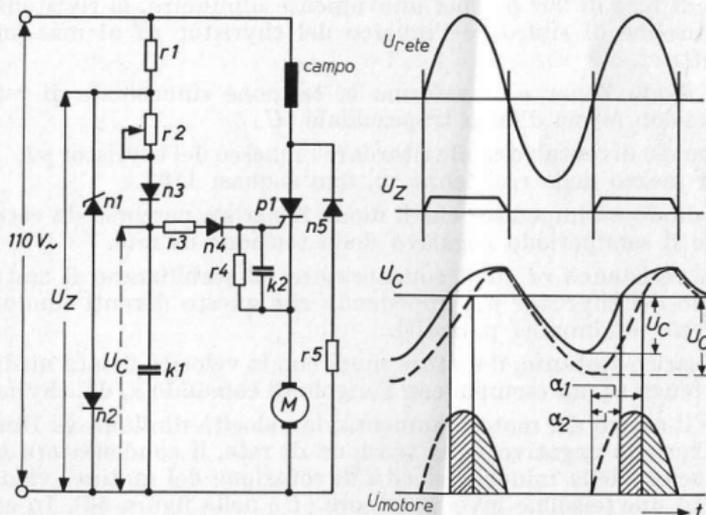 110 V~
U_Z
r1
r2
n1
n3
r3
n4
r4
k2
U_C
k1
n2
campo
p1
n5
r5
M
U_rete
U_Z
U_C
U_C
α1
α2
U_motore
t